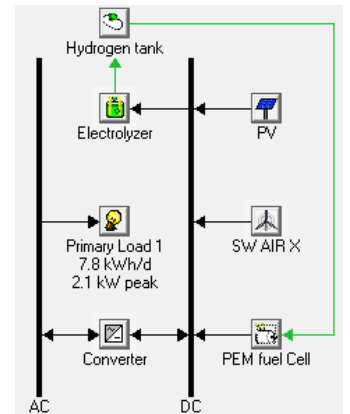 Hydrogen tank
Electrolyzer
PV
Primary Load 1
7.8 kWh/d
2.1 kW peak
SW AIR X
Converter
PEM fuel Cell
AC
DC